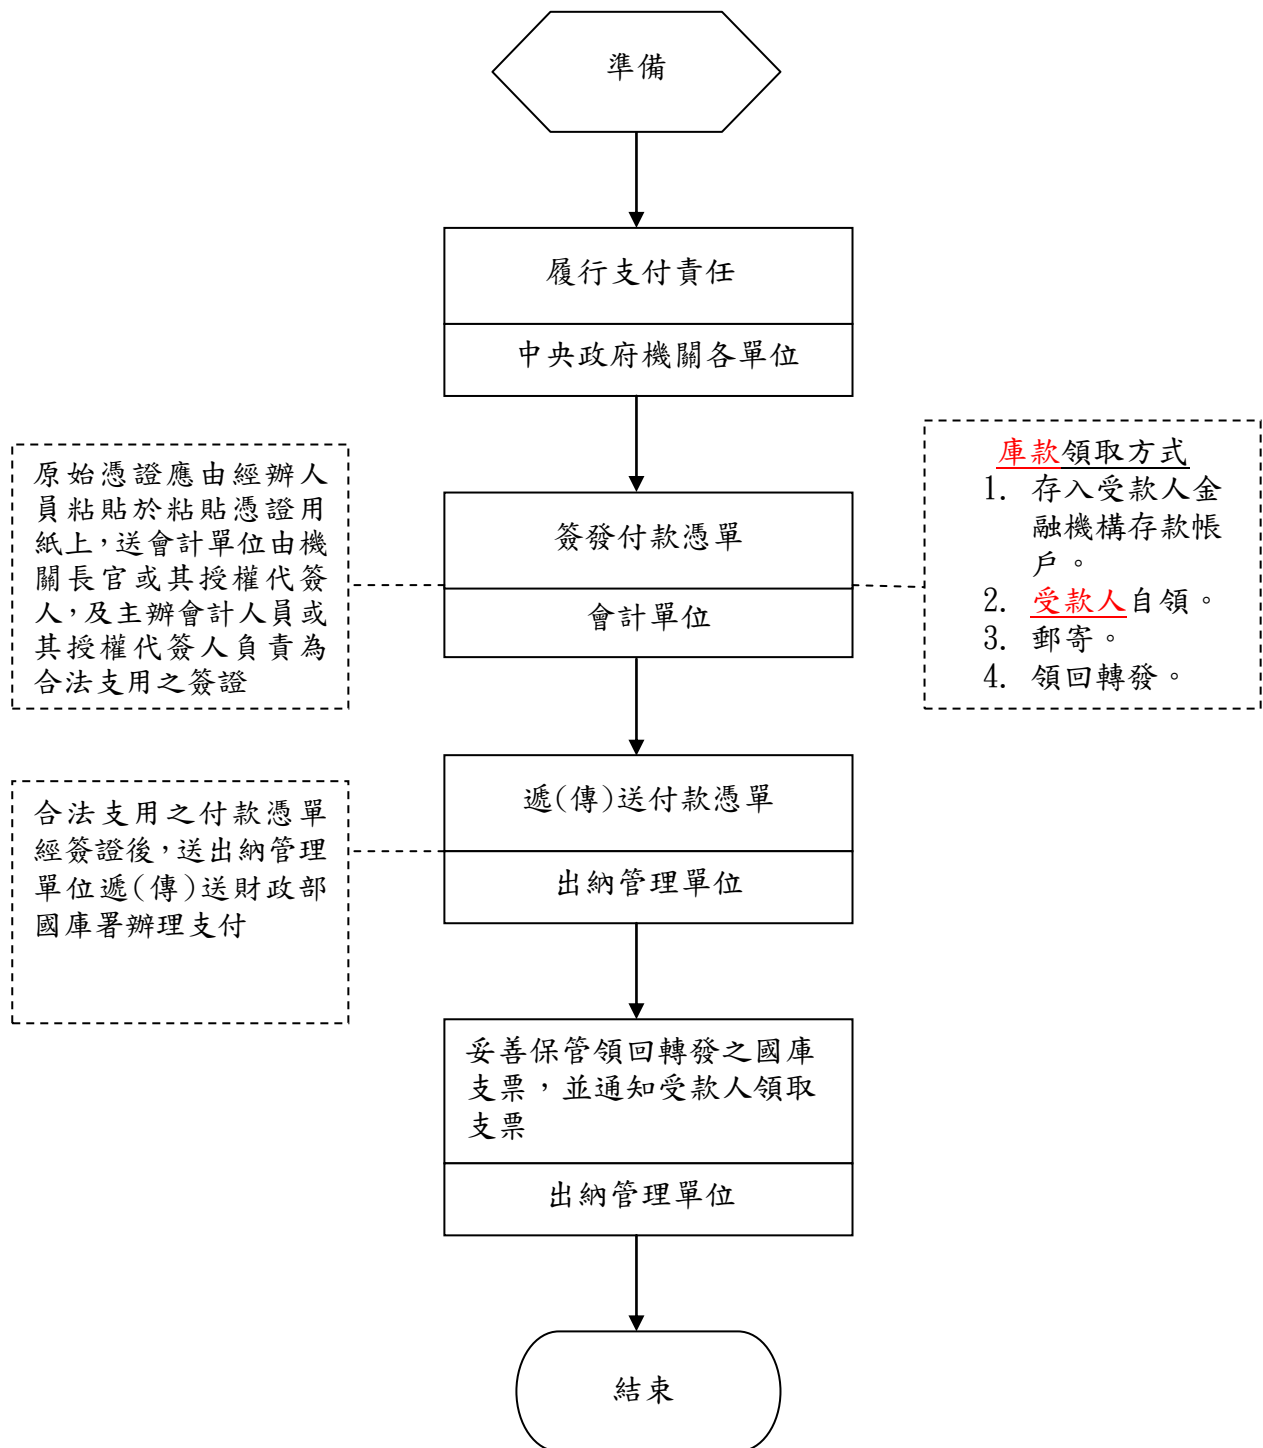 準備
履行支付責任
中央政府機關各單位
原始憑證應由經辦人
員粘貼於粘貼憑證用
紙上,送會計單位由機
關長官或其授權代簽
人,及主辦會計人員或
其授權代簽人負責為
合法支用之簽證
簽發付款憑單
會計單位
庫款領取方式
1. 存入受款人金
融機構存款帳
戶。
2. 受款人自領。
3. 郵寄。
4. 領回轉發。
合法支用之付款憑單
經簽證後,送出納管理
單位遞(傳)送財政部
國庫署辦理支付
遞(傳)送付款憑單
出納管理單位
妥善保管領回轉發之國庫
支票,並通知受款人領取
支票
出納管理單位
結束